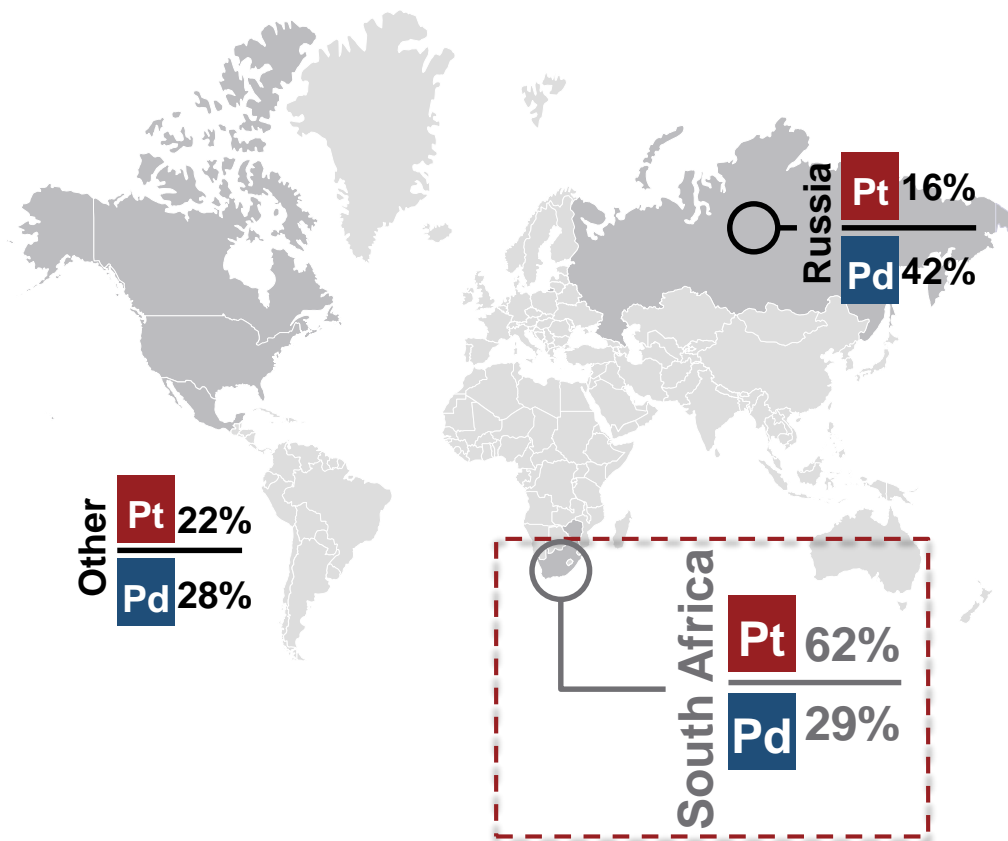 Russia
Pt 16%
Pd 42%
Other
Pt 22%
Pd 28%
South Africa
Pt 62%
Pd 29%